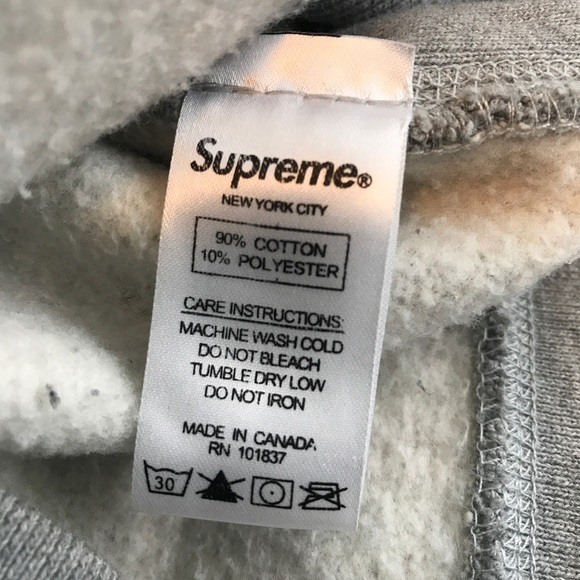 Supreme®
NEW YORK CITY
90% COTTON
10% POLYESTER
CARE INSTRUCTIONS:
MACHINE WASH COLD
DO NOT BLEACH
TUMBLE DRY LOW
DO NOT IRON
MADE IN CANADA
RN 101837
30